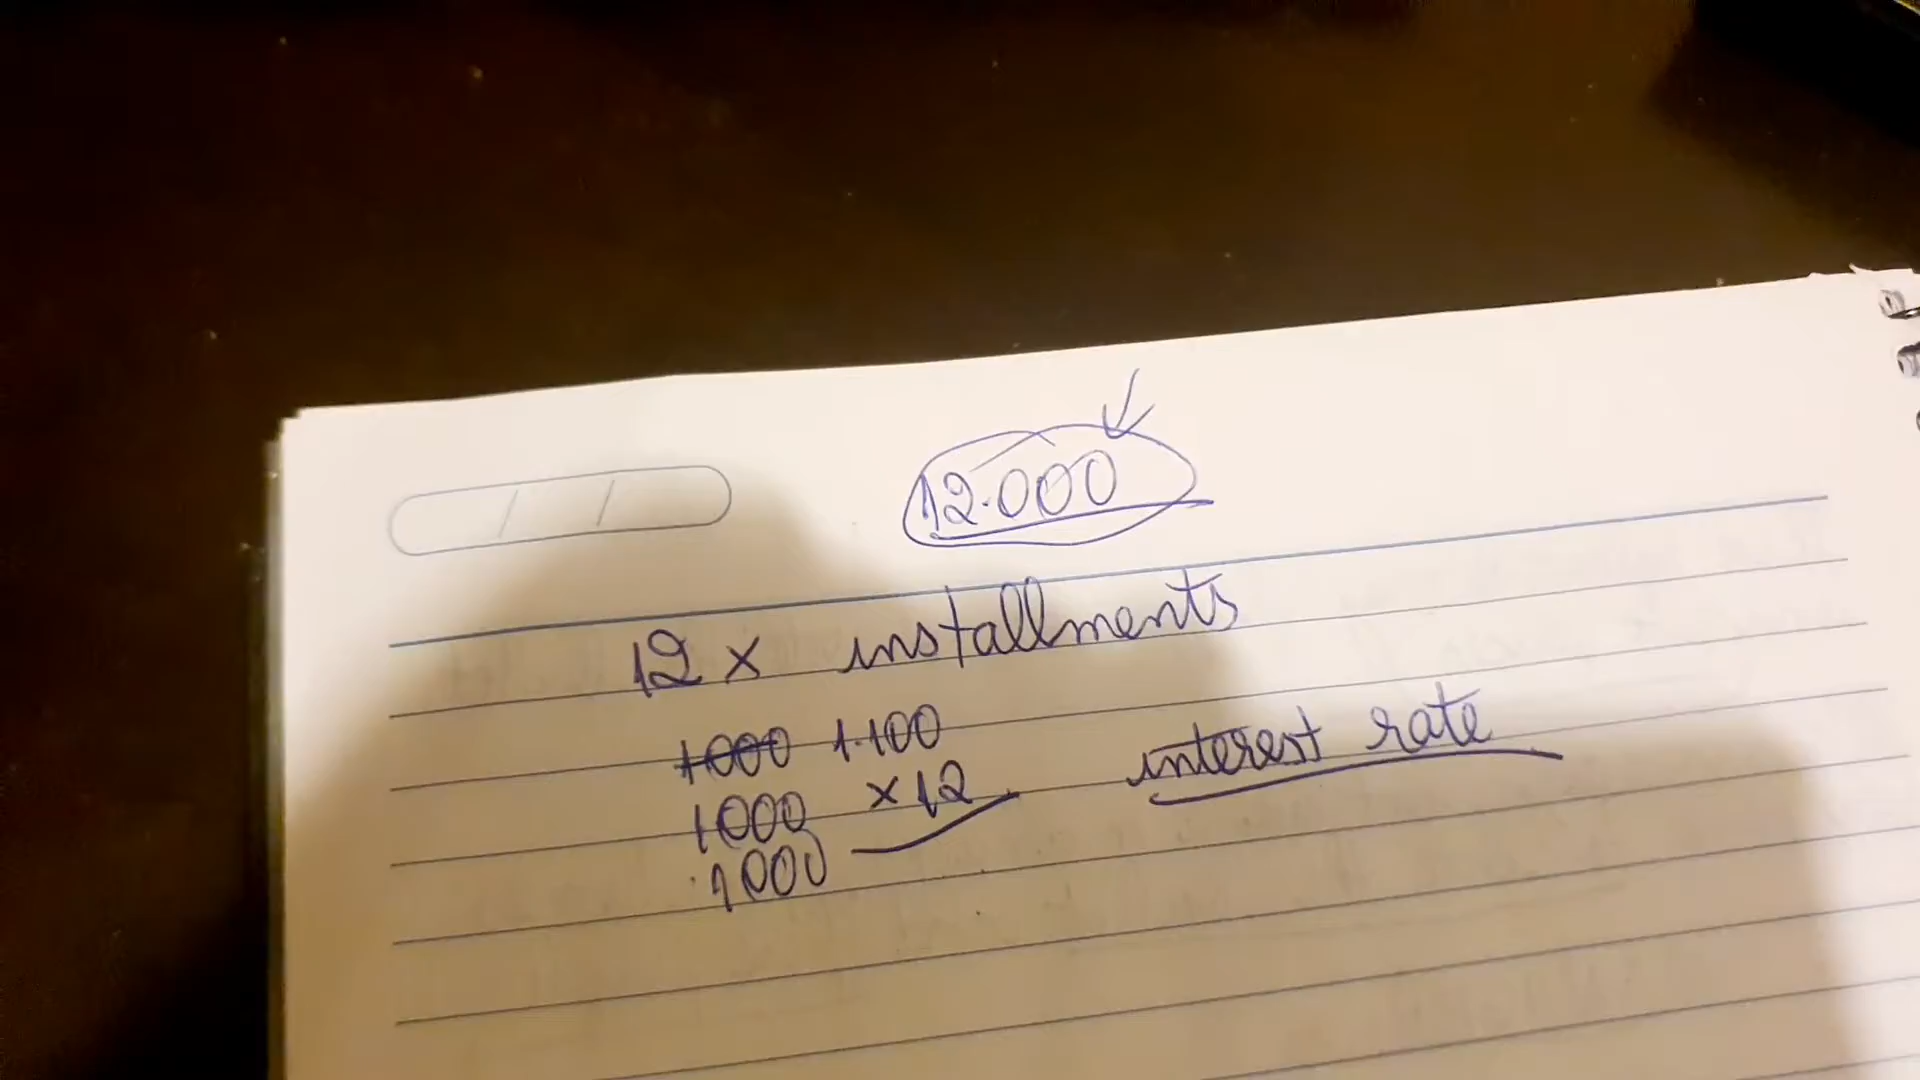 12.000
12 x installments
1000 1.100
1000 x 12 interest rate
1000